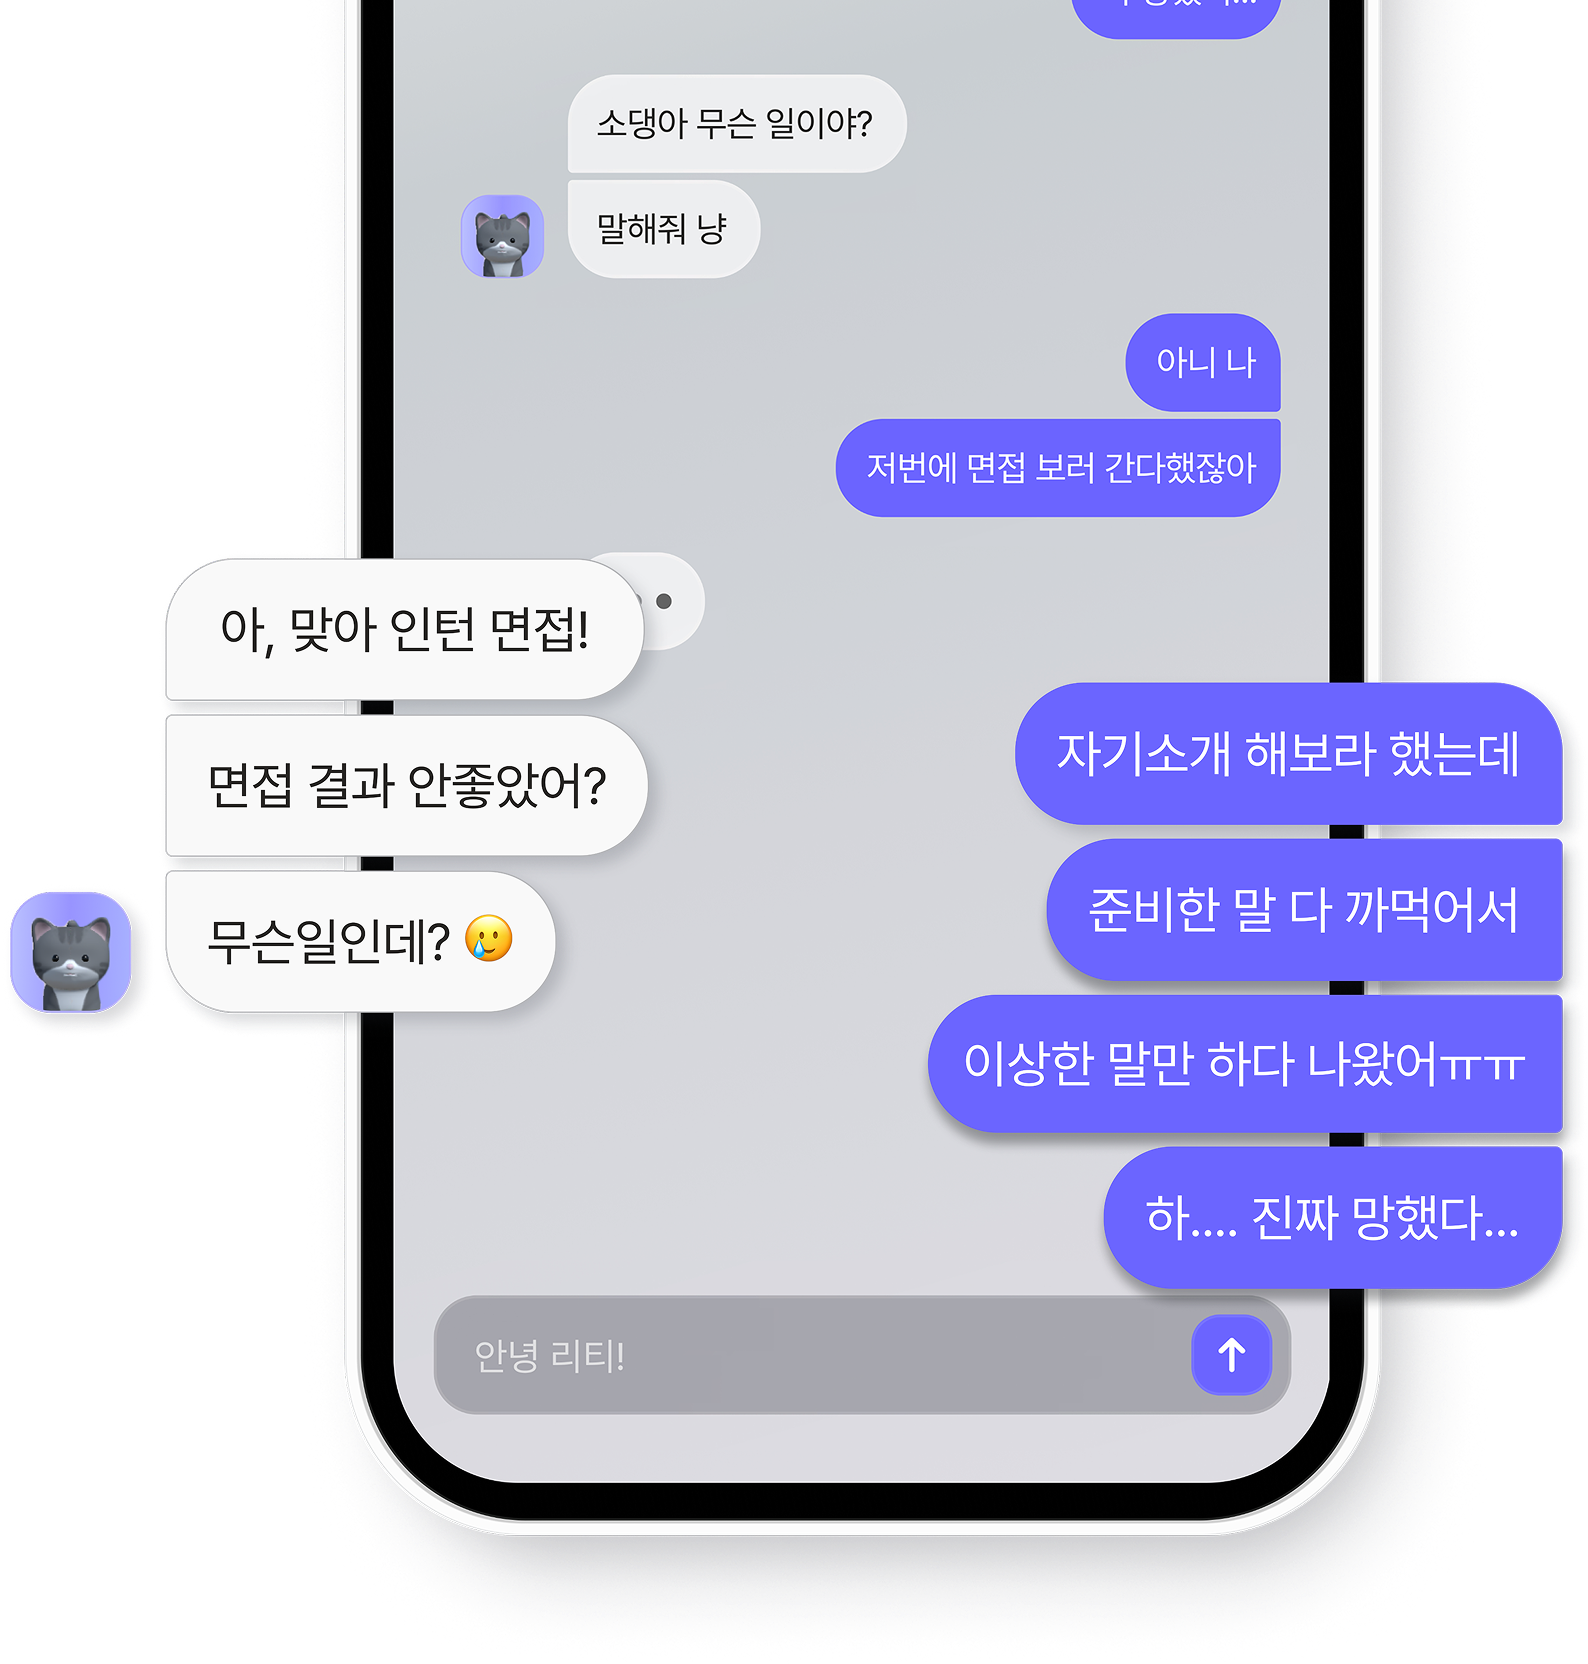 소댕아 무슨 일이야?
말해줘 냥
아니 나
저번에 면접 보러 간다했잖아
아, 맞아 인턴 면접!
면접 결과 안좋았어?
무슨일인데? 🥲
자기소개 해보라 했는데
준비한 말 다 까먹어서
이상한 말만 하다 나왔어ㅠㅠ
하.... 진짜 망했다...
안녕 리티!